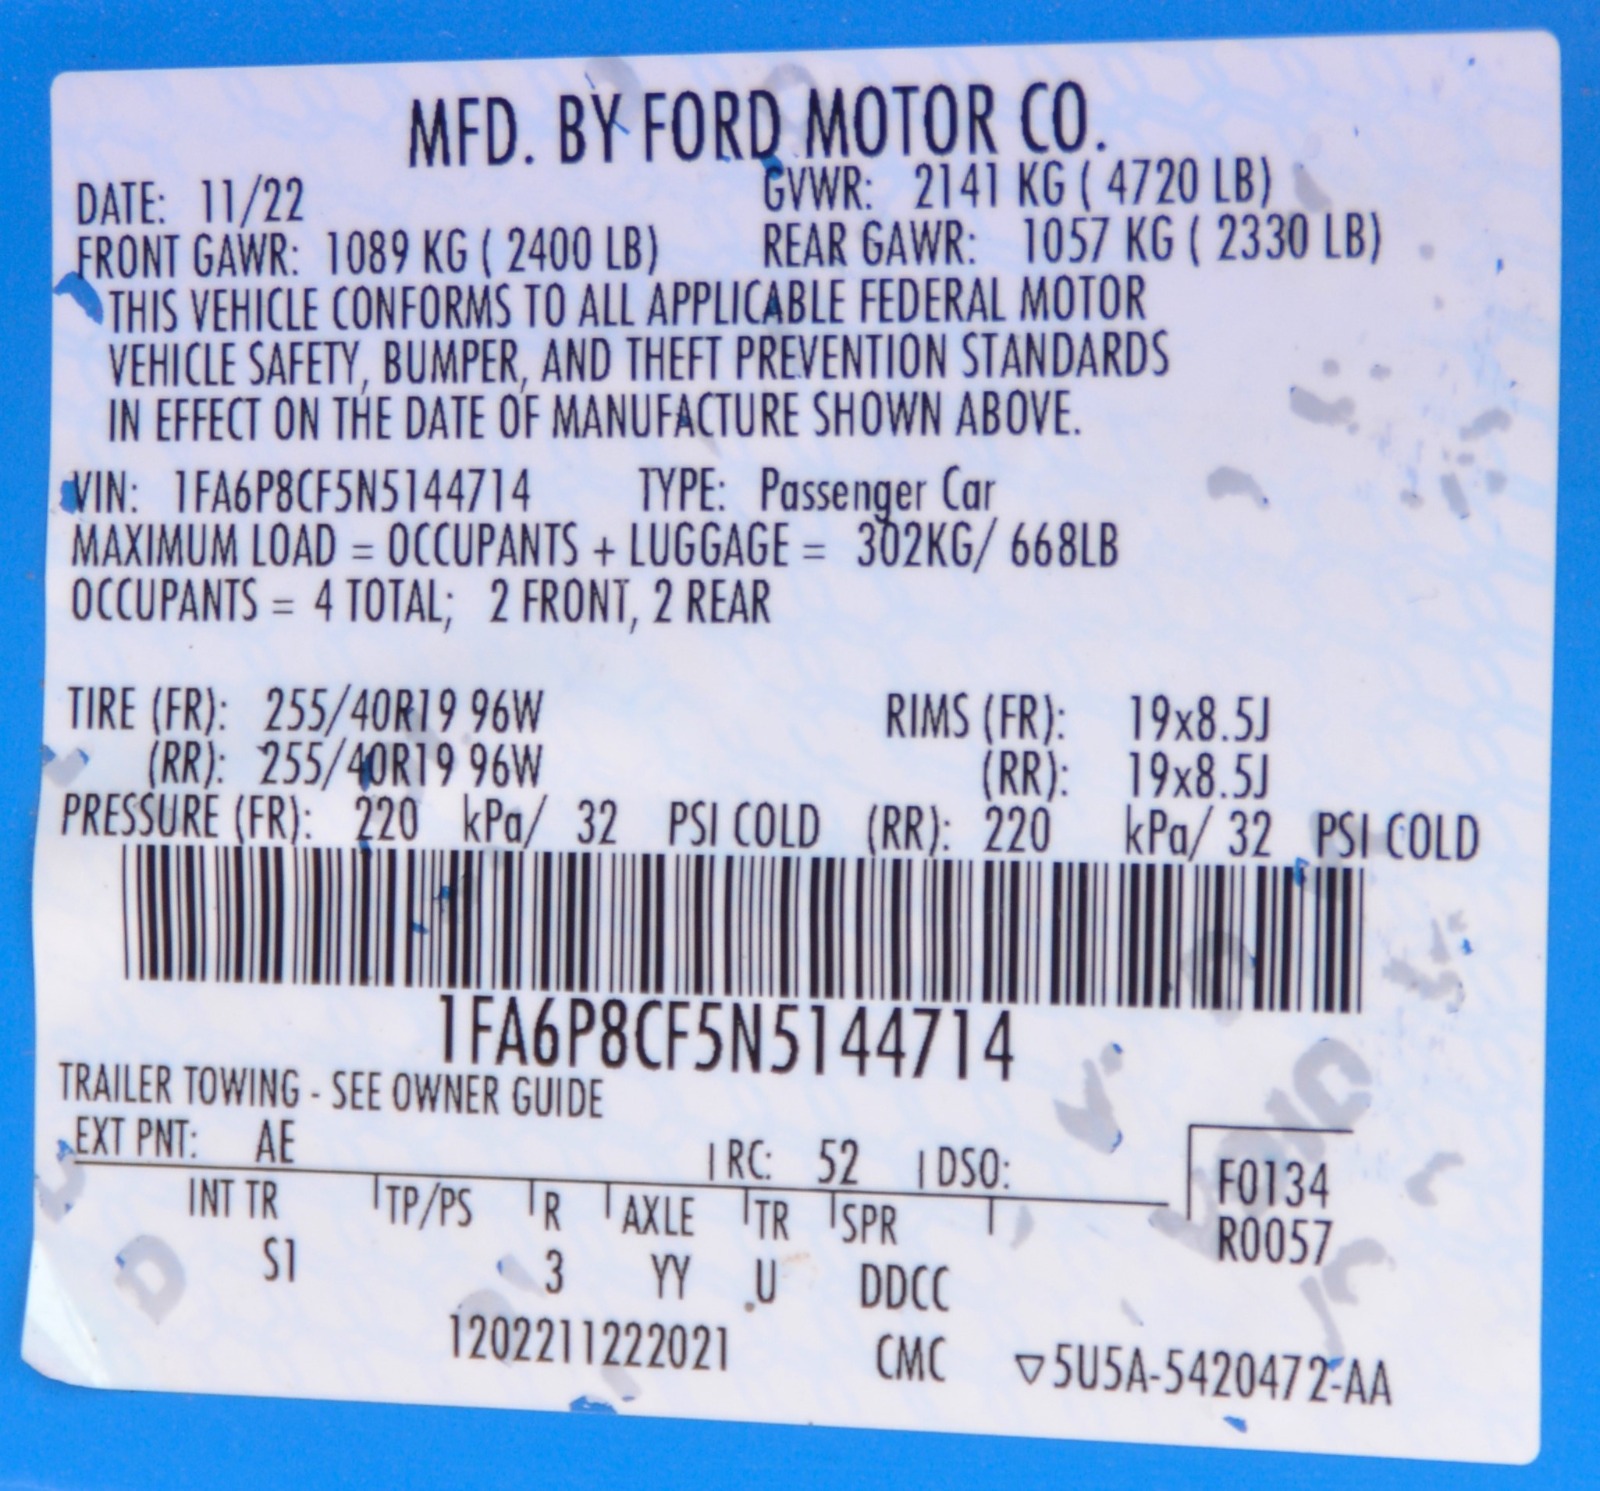 MFD. BY FORD MOTOR CO.
DATE: 11/22 GVWR: 2141 KG ( 4720 LB)
FRONT GAWR: 1089 KG ( 2400 LB) REAR GAWR: 1057 KG ( 2330 LB)
THIS VEHICLE CONFORMS TO ALL APPLICABLE FEDERAL MOTOR
VEHICLE SAFETY, BUMPER, AND THEFT PREVENTION STANDARDS
IN EFFECT ON THE DATE OF MANUFACTURE SHOWN ABOVE.
VIN: 1FA6P8CF5N5144714 TYPE: Passenger Car
MAXIMUM LOAD = OCCUPANTS + LUGGAGE = 302KG/ 668LB
OCCUPANTS = 4 TOTAL; 2 FRONT, 2 REAR
TIRE (FR): 255/40R19 96W RIMS (FR): 19x8.5J
(RR): 255/40R19 96W (RR): 19x8.5J
PRESSURE (FR): 220 kPa/ 32 PSI COLD (RR): 220 kPa/ 32 PSI COLD
1FA6P8CF5N5144714
TRAILER TOWING - SEE OWNER GUIDE
EXT PNT: AE RC: 52 DSO: F0134
R0057
INT TR TP/PS R AXLE TR SPR
S1 3 YY U DDCC
1202211222021 CMC ▽5U5A-5420472-AA